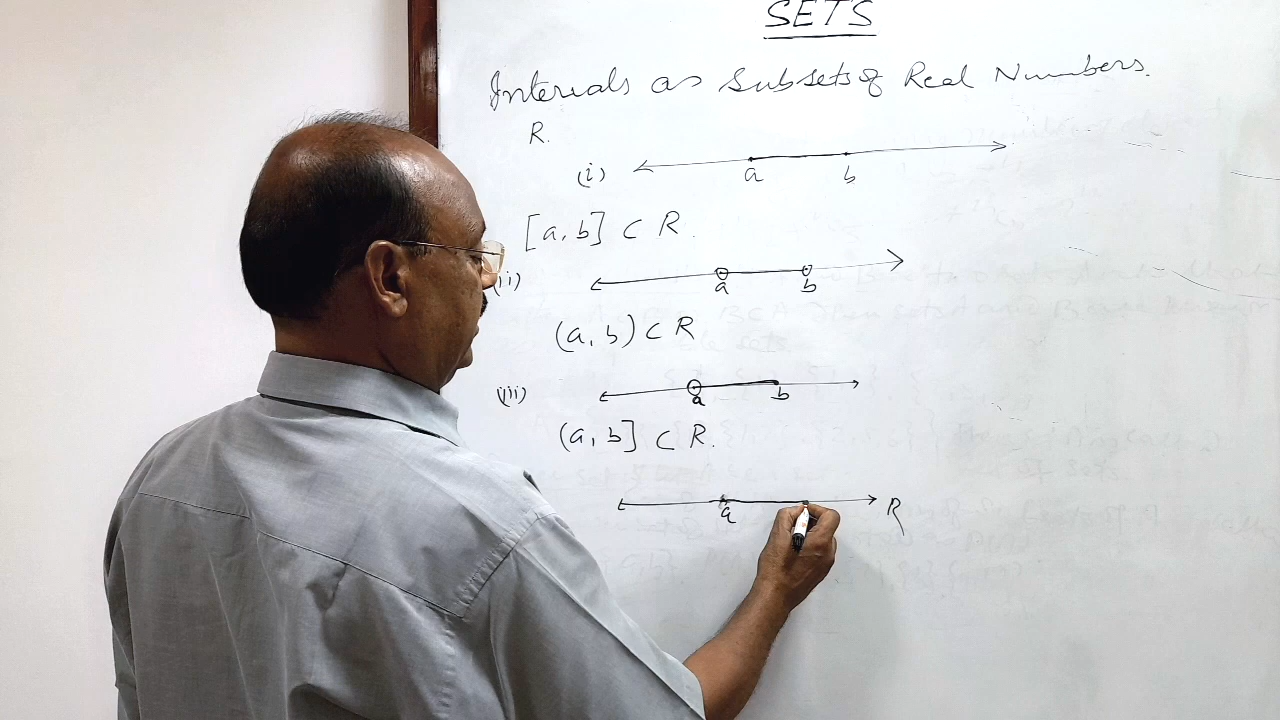 SETS
Intervals as Subsets of Real Numbers.
R.
(i) a b
[a, b] ⊂ R.
ii) a b
(a, b) ⊂ R
(iii) a b
(a, b] ⊂ R.
a R